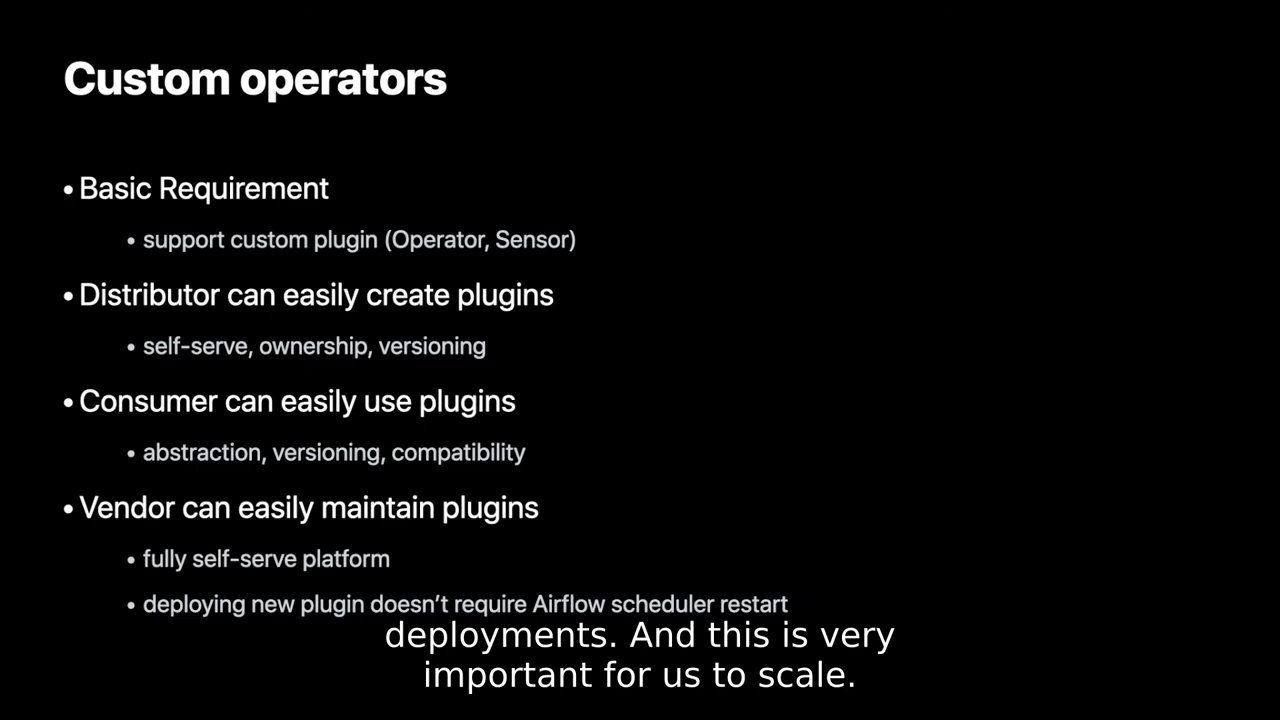 Custom operators
• Basic Requirement
• support custom plugin (Operator, Sensor)
• Distributor can easily create plugins
• self-serve, ownership, versioning
• Consumer can easily use plugins
• abstraction, versioning, compatibility
• Vendor can easily maintain plugins
• fully self-serve platform
• deploying new plugin doesn’t require Airflow scheduler restart
deployments. And this is very
important for us to scale.